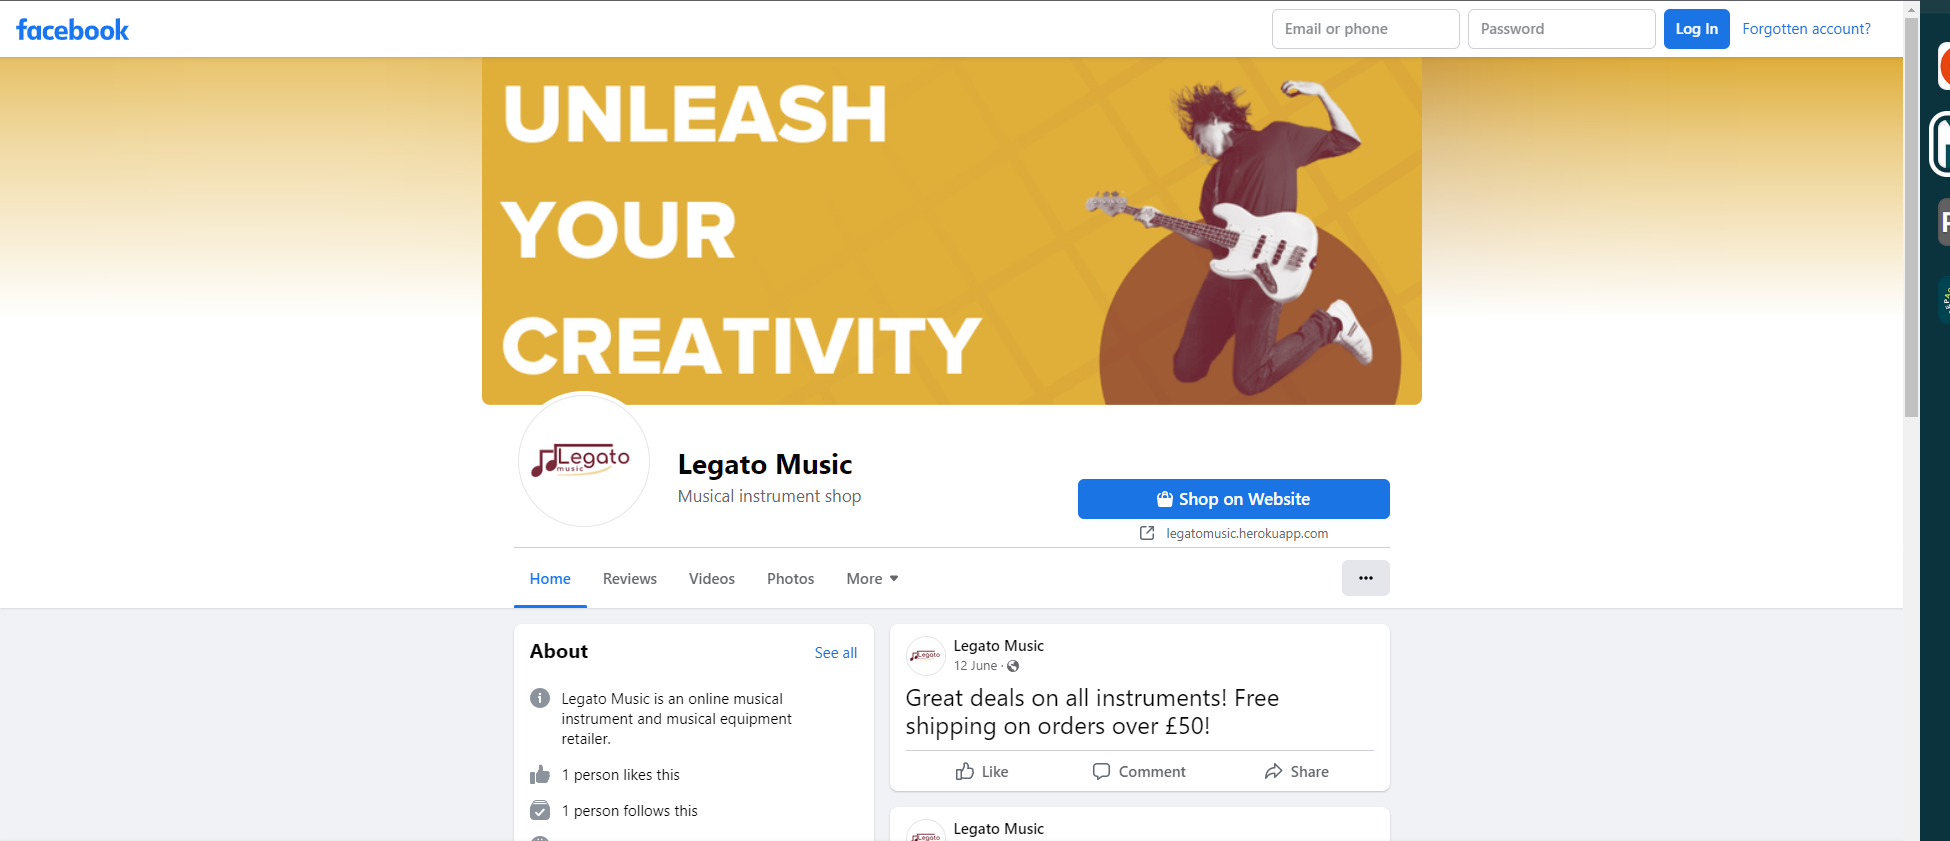 facebook
Email or phone
Password
Log In
Forgotten account?
UNLEASH
YOUR
CREATIVITY
Legato
music
Legato Music
Musical instrument shop
Shop on Website
legatomusic.herokuapp.com
Home
Reviews
Videos
Photos
More
About
See all
Legato Music is an online musical
instrument and musical equipment
retailer.
1 person likes this
1 person follows this
Legato
Legato Music
12 June ·
Great deals on all instruments! Free
shipping on orders over £50!
Like
Comment
Share
Legato
Legato Music